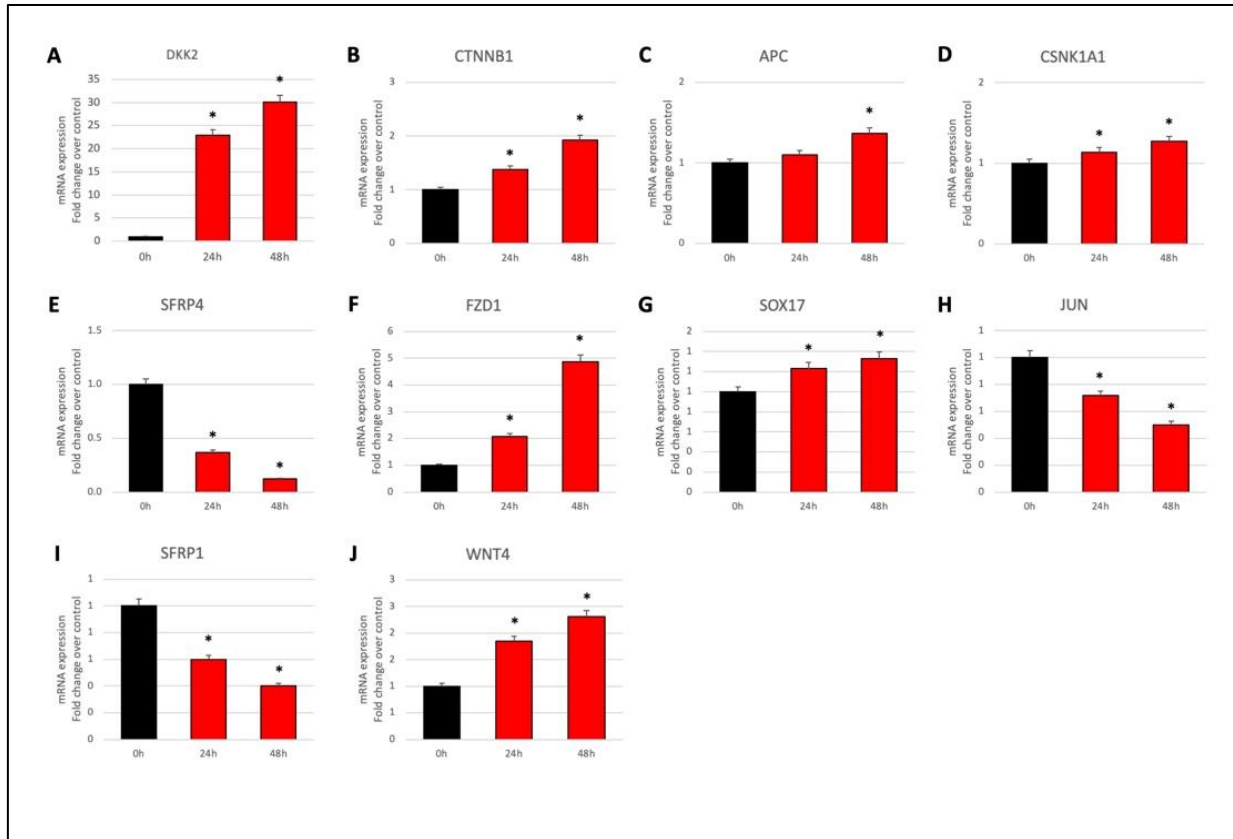 A DKK2
mRNA expression
Fold change over control
35
30
25
20
15
10
5
0
* *
0h 24h 48h
B CTNNB1
mRNA expression
Fold change over control
3
2
1
0
* *
0h 24h 48h
C APC
mRNA expression
Fold change over control
2
1
0
*
0h 24h 48h
D CSNK1A1
mRNA expression
Fold change over control
2
1
0
* *
0h 24h 48h
E SFRP4
mRNA expression
Fold change over control
1.5
1.0
0.5
0.0
* *
0h 24h 48h
F FZD1
mRNA expression
Fold change over control
6
5
4
3
2
1
0
* *
0h 24h 48h
G SOX17
mRNA expression
Fold change over control
2
1
1
1
1
1
0
0
0
* *
0h 24h 48h
H JUN
mRNA expression
Fold change over control
1
1
1
1
0
0
0
* *
0h 24h 48h
I SFRP1
mRNA expression
Fold change over control
1
1
1
1
0
0
0
* *
0h 24h 48h
J WNT4
mRNA expression
Fold change over control
3
3
2
2
1
1
0
* *
0h 24h 48h